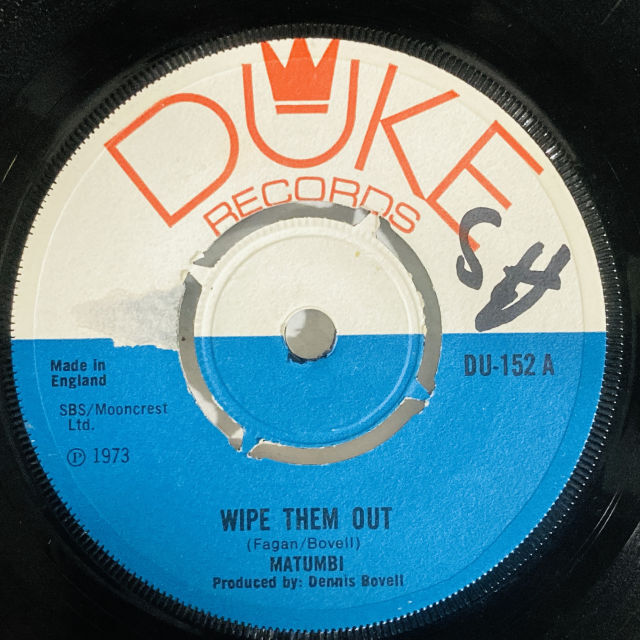 DUKE
RECORDS
SH
DU-152 A
Made in
England
SBS/Mooncrest
Ltd.
Ⓟ 1973
WIPE THEM OUT
(Fagan/Bovell)
MATUMBI
Produced by: Dennis Bovell